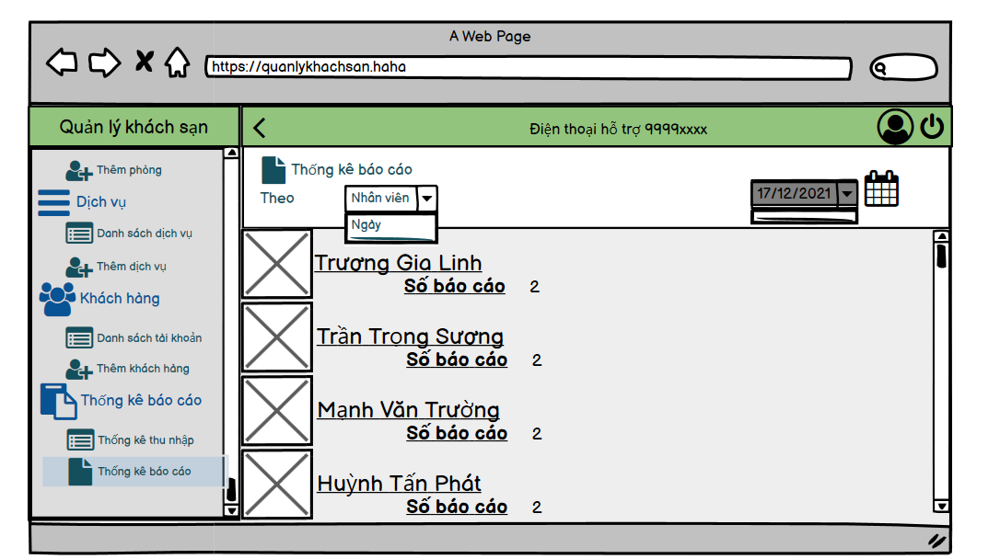 A Web Page
https://quanlykhachsan.haha
Quản lý khách sạn
Điện thoại hỗ trợ 9999xxxx
Thêm phòng
Dịch vụ
Danh sách dịch vụ
Thêm dịch vụ
Khách hàng
Danh sách tài khoản
Thêm khách hàng
Thống kê báo cáo
Thống kê thu nhập
Thống kê báo cáo
Thống kê báo cáo
Theo
Nhân viên
Ngày
17/12/2021
Trương Gia Linh
Số báo cáo 2
Trần Trọng Sương
Số báo cáo 2
Mạnh Văn Trường
Số báo cáo 2
Huỳnh Tấn Phát
Số báo cáo 2